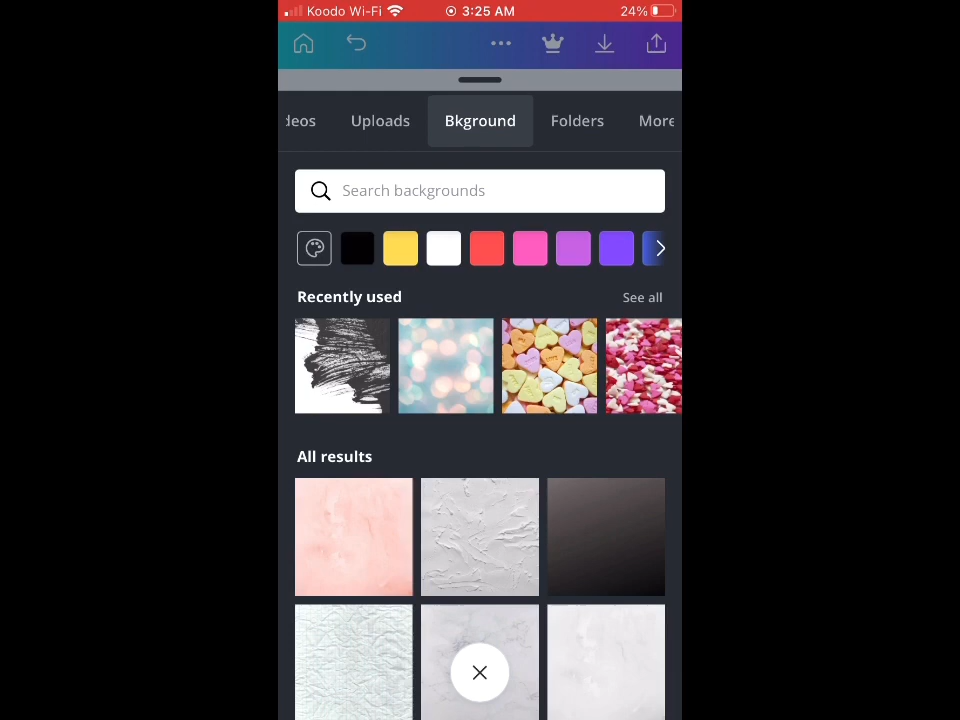 Koodo Wi-Fi 3:25 AM 24%
deos Uploads Bkground Folders More
Search backgrounds
Recently used See all
All results